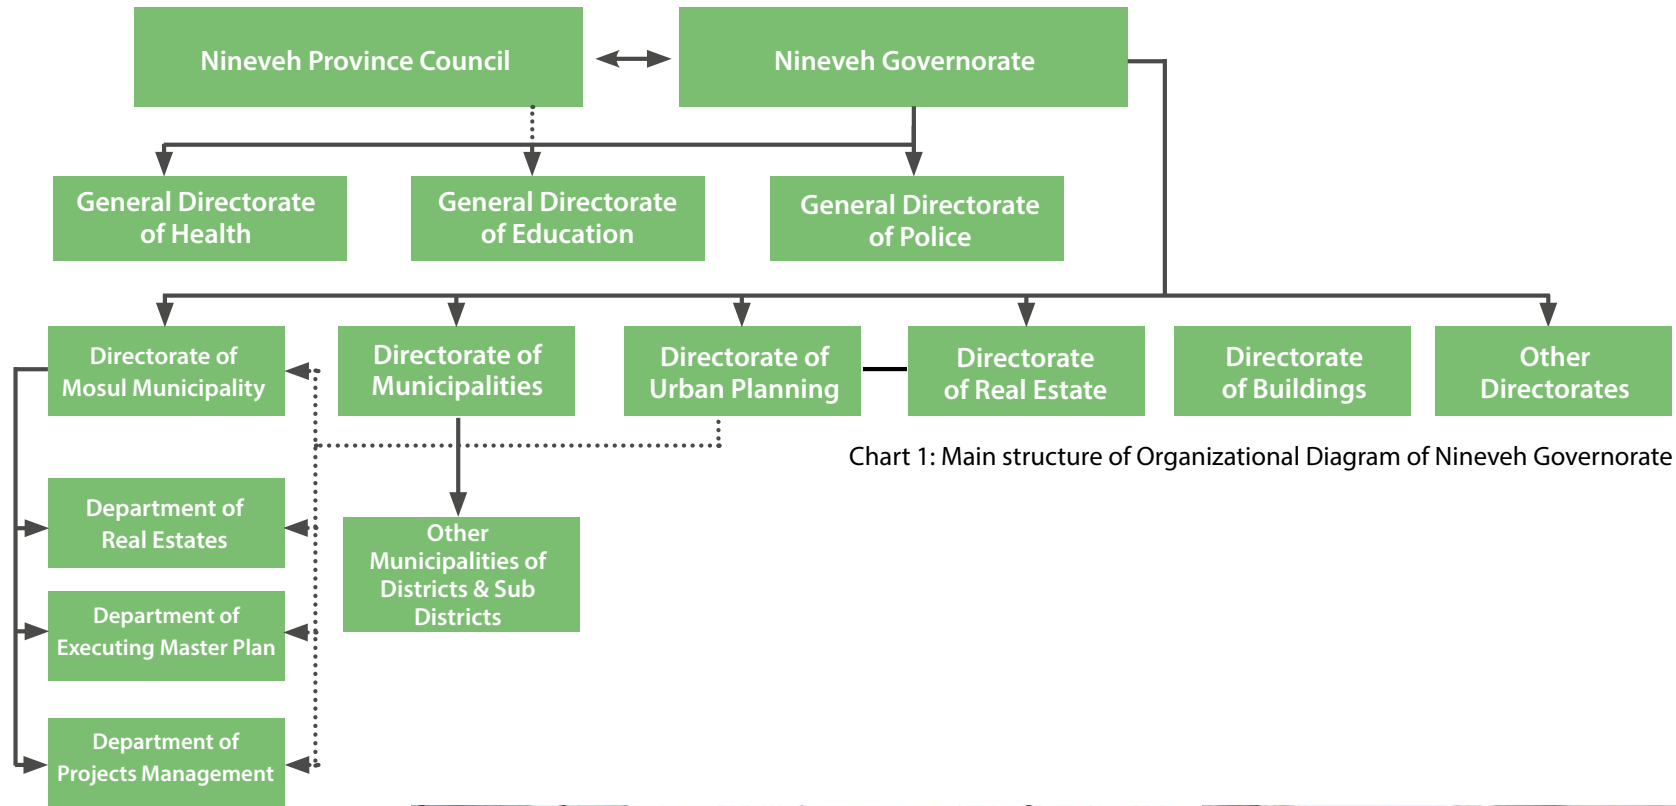 Nineveh Province Council
Nineveh Governorate
General Directorate
of Health
General Directorate
of Education
General Directorate
of Police
Directorate of
Mosul Municipality
Directorate of
Municipalities
Directorate of
Urban Planning
Directorate
of Real Estate
Directorate
of Buildings
Other
Directorates
Chart 1: Main structure of Organizational Diagram of Nineveh Governorate
Department of
Real Estates
Other
Municipalities of
Districts & Sub
Districts
Department of
Executing Master Plan
Department of
Projects Management